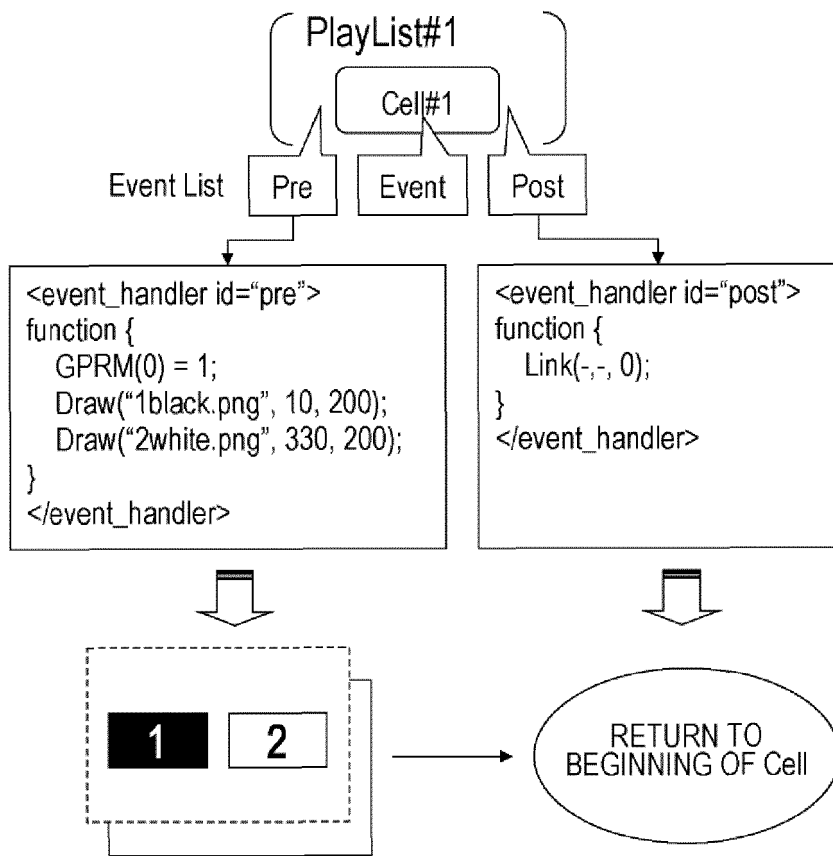 PlayList#1
Cell#1
Event List
Pre
Event
Post
<event_handler id=“pre”>
function {
GPRM(0) = 1;
Draw(“1black.png”, 10, 200);
Draw(“2white.png”, 330, 200);
}
</event_handler>
<event_handler id=“post”>
function {
Link(-,-, 0);
}
</event_handler>
1
2
RETURN TO
BEGINNING OF Cell